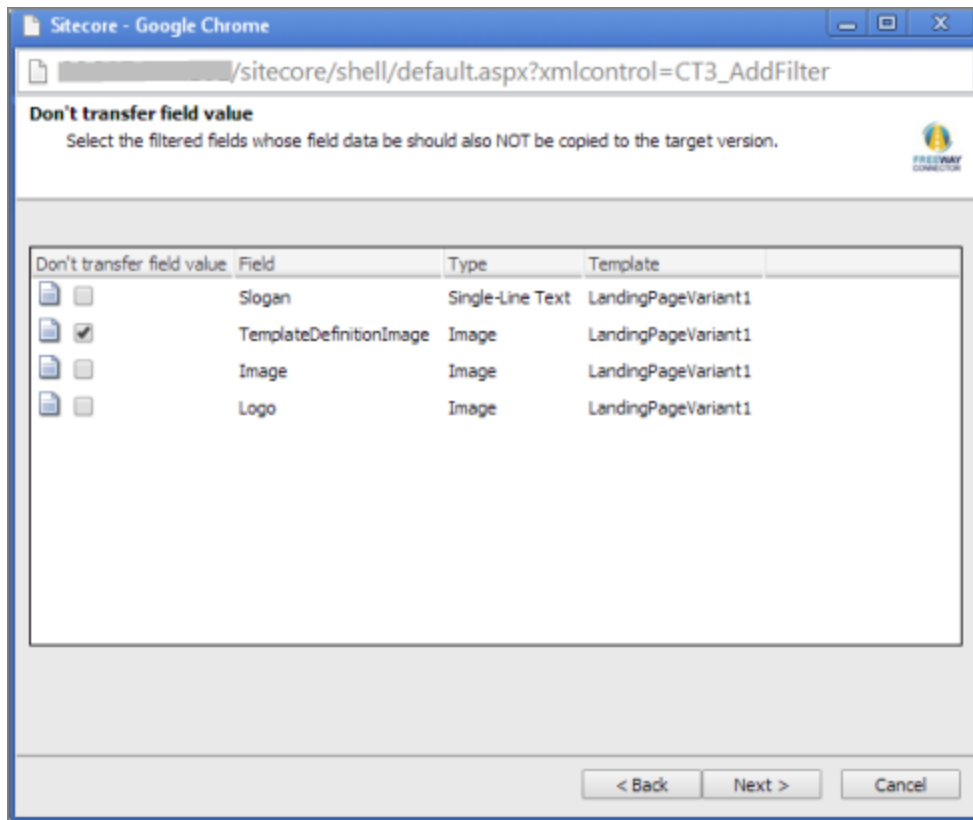 Sitecore - Google Chrome
/sitecore/shell/default.aspx?xmlcontrol=CT3_AddFilter
Don't transfer field value
Select the filtered fields whose field data be should also NOT be copied to the target version.
FREEWAY
CONNECTOR
Don't transfer field value Field Type Template
Slogan Single-Line Text LandingPageVariant1
TemplateDefinitionImage Image LandingPageVariant1
Image Image LandingPageVariant1
Logo Image LandingPageVariant1
< Back Next > Cancel